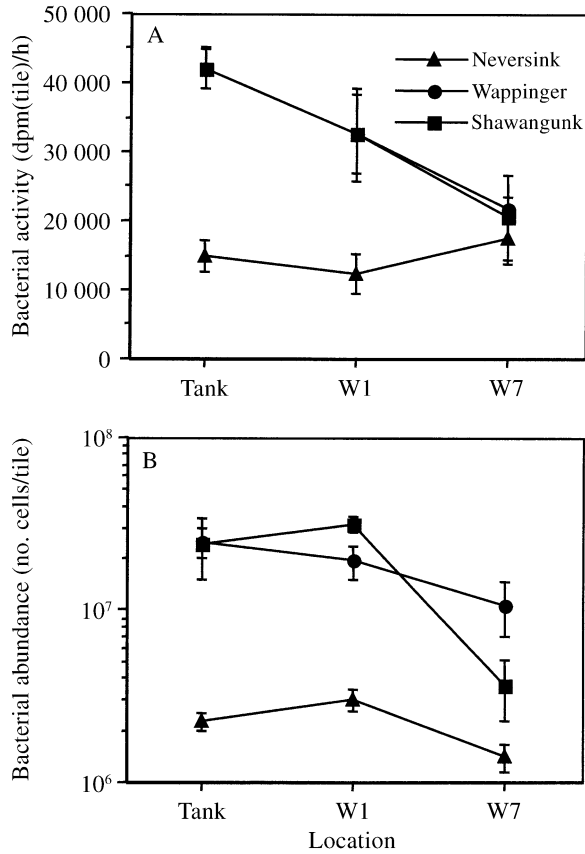 A
Neversink
Wappinger
Shawangunk
Bacterial activity (dpm(tile)/h)
50 000
40 000
30 000
20 000
10 000
0
Tank W1 W7
B
Bacterial abundance (no. cells/tile)
10⁸
10⁷
10⁶
Tank W1 W7
Location